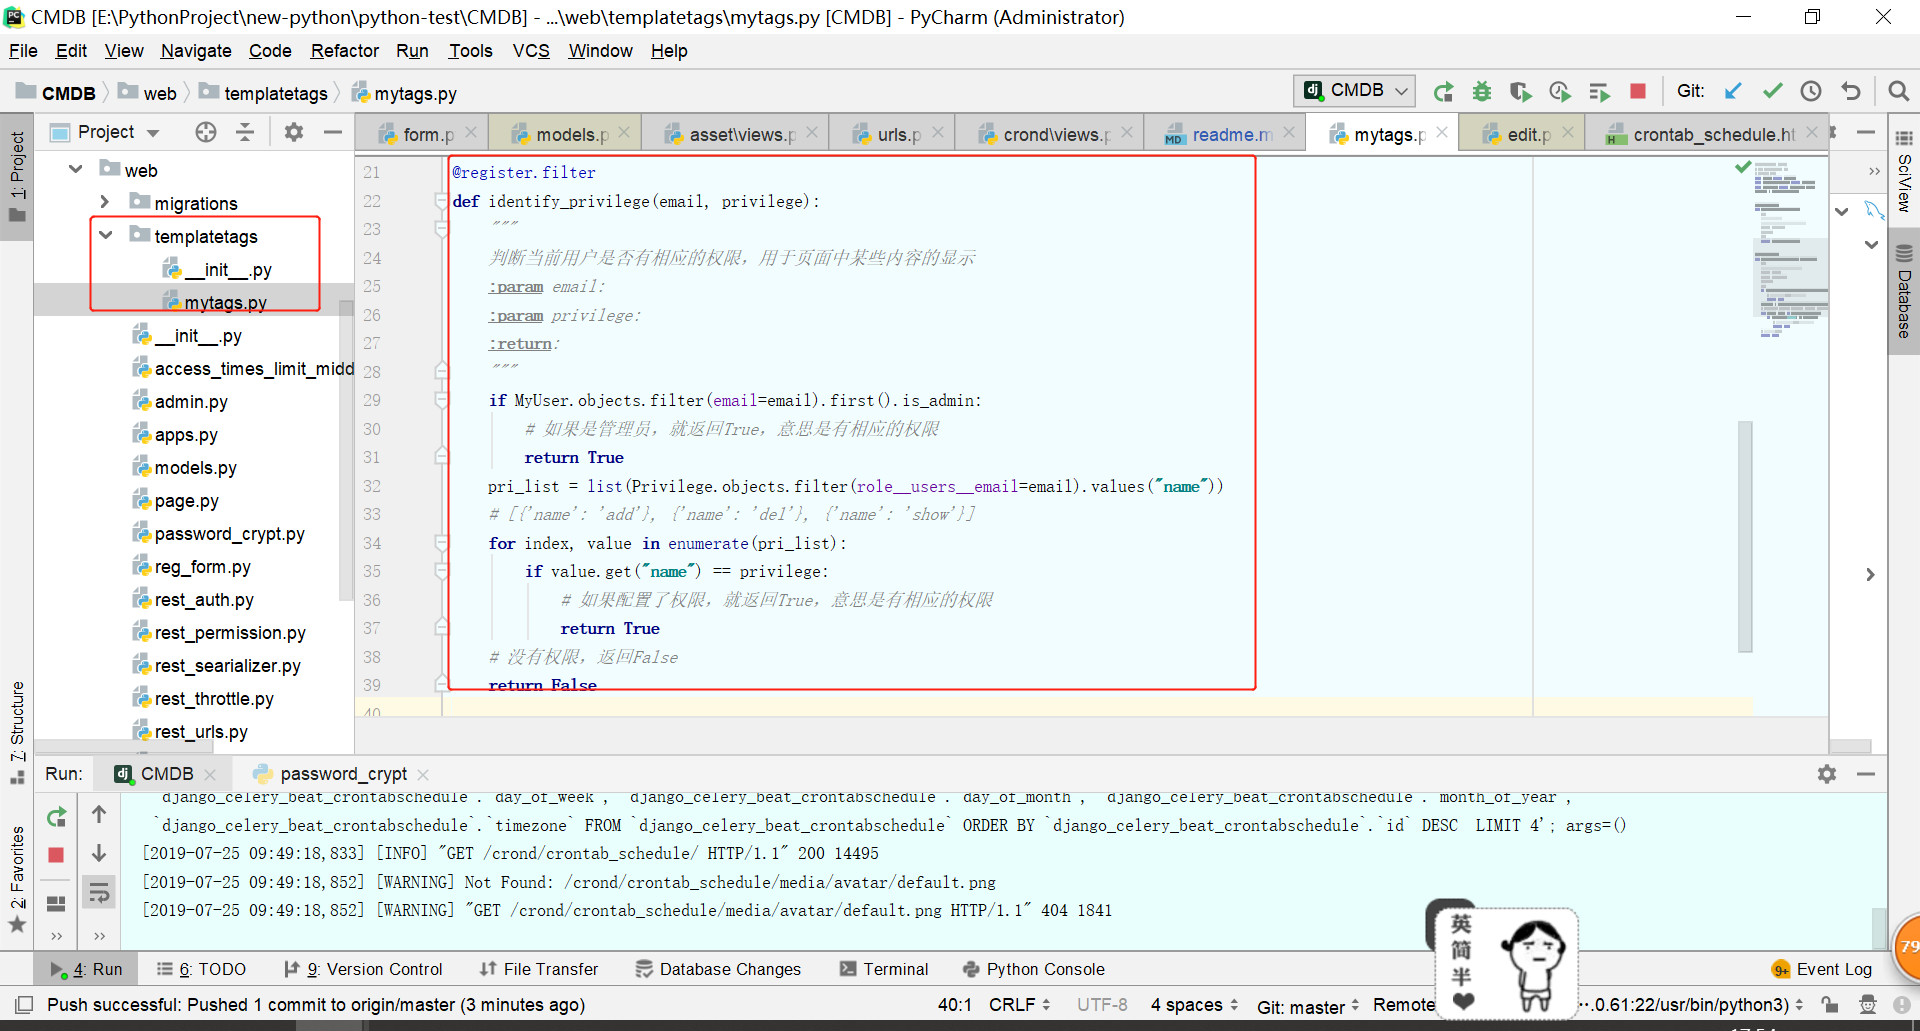 CMDB [E:\PythonProject\new-python\python-test\CMDB] - ...\web\templatetags\mytags.py [CMDB] - PyCharm (Administrator)
File Edit View Navigate Code Refactor Run Tools VCS Window Help
CMDB web templatetags mytags.py
dj CMDB Git:
Project
form.p models.p asset\views.p urls.p crond\views.p readme.m mytags.p edit.p crontab_schedule.ht
1: Project
7: Structure
2: Favorites
SciView
Database
web
migrations
templatetags
__init__.py
mytags.py
__init__.py
access_times_limit_midd
admin.py
apps.py
models.py
page.py
password_crypt.py
reg_form.py
rest_auth.py
rest_permission.py
rest_searializer.py
rest_throttle.py
rest_urls.py
21 @register.filter
22 def identify_privilege(email, privilege):
23 """
24 判断当前用户是否有相应的权限，用于页面中某些内容的显示
25 :param email:
26 :param privilege:
27 :return:
28 """
29 if MyUser.objects.filter(email=email).first().is_admin:
30 # 如果是管理员，就返回True，意思是有相应的权限
31 return True
32 pri_list = list(Privilege.objects.filter(role__users__email=email).values("name"))
33 # [{'name': 'add'}, {'name': 'del'}, {'name': 'show'}]
34 for index, value in enumerate(pri_list):
35 if value.get("name") == privilege:
36 # 如果配置了权限，就返回True，意思是有相应的权限
37 return True
38 # 没有权限，返回False
39 return False
40
Run: dj CMDB password_crypt
`django_celery_beat_crontabschedule`.`day_of_week`, `django_celery_beat_crontabschedule`.`day_of_month`, `django_celery_beat_crontabschedule`.`month_of_year`,
`django_celery_beat_crontabschedule`.`timezone` FROM `django_celery_beat_crontabschedule` ORDER BY `django_celery_beat_crontabschedule`.`id` DESC  LIMIT 4'; args=()
[2019-07-25 09:49:18,833] [INFO] "GET /crond/crontab_schedule/ HTTP/1.1" 200 14495
[2019-07-25 09:49:18,852] [WARNING] Not Found: /crond/crontab_schedule/media/avatar/default.png
[2019-07-25 09:49:18,852] [WARNING] "GET /crond/crontab_schedule/media/avatar/default.png HTTP/1.1" 404 1841
英
简
半
79
4: Run 6: TODO 9: Version Control File Transfer Database Changes Terminal Python Console 9+ Event Log
Push successful: Pushed 1 commit to origin/master (3 minutes ago) 40:1 CRLF UTF-8 4 spaces Git: master Remote .0.61:22/usr/bin/python3)